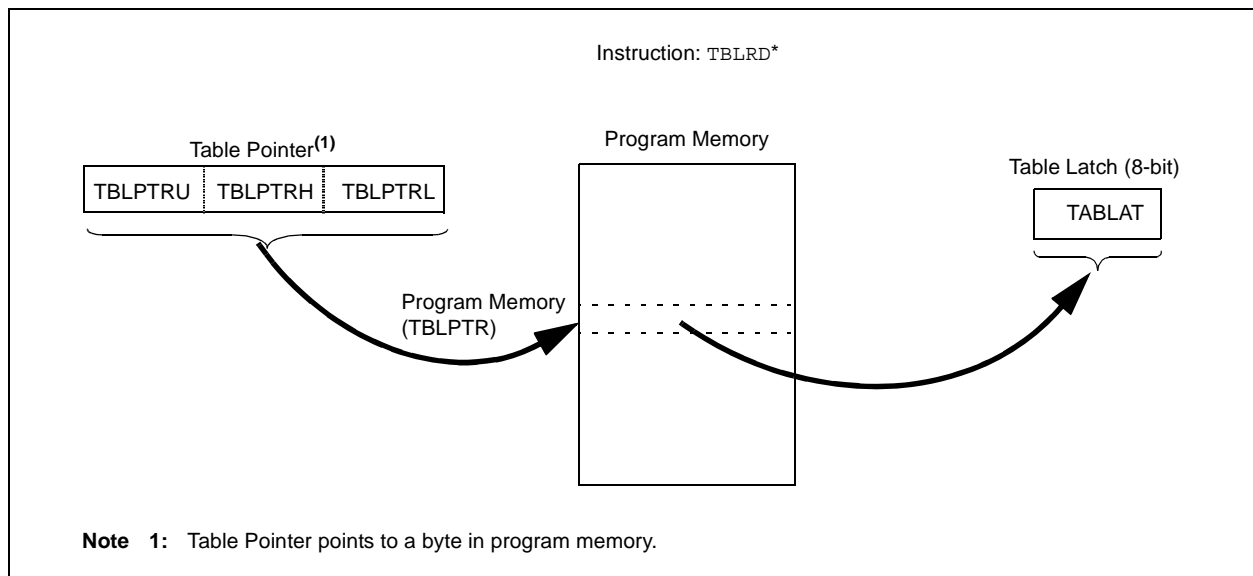 Instruction: TBLRD*
Table Pointer(1)
TBLPTRU TBLPTRH TBLPTRL
Program Memory
Table Latch (8-bit)
TABLAT
Program Memory
(TBLPTR)
Note 1: Table Pointer points to a byte in program memory.